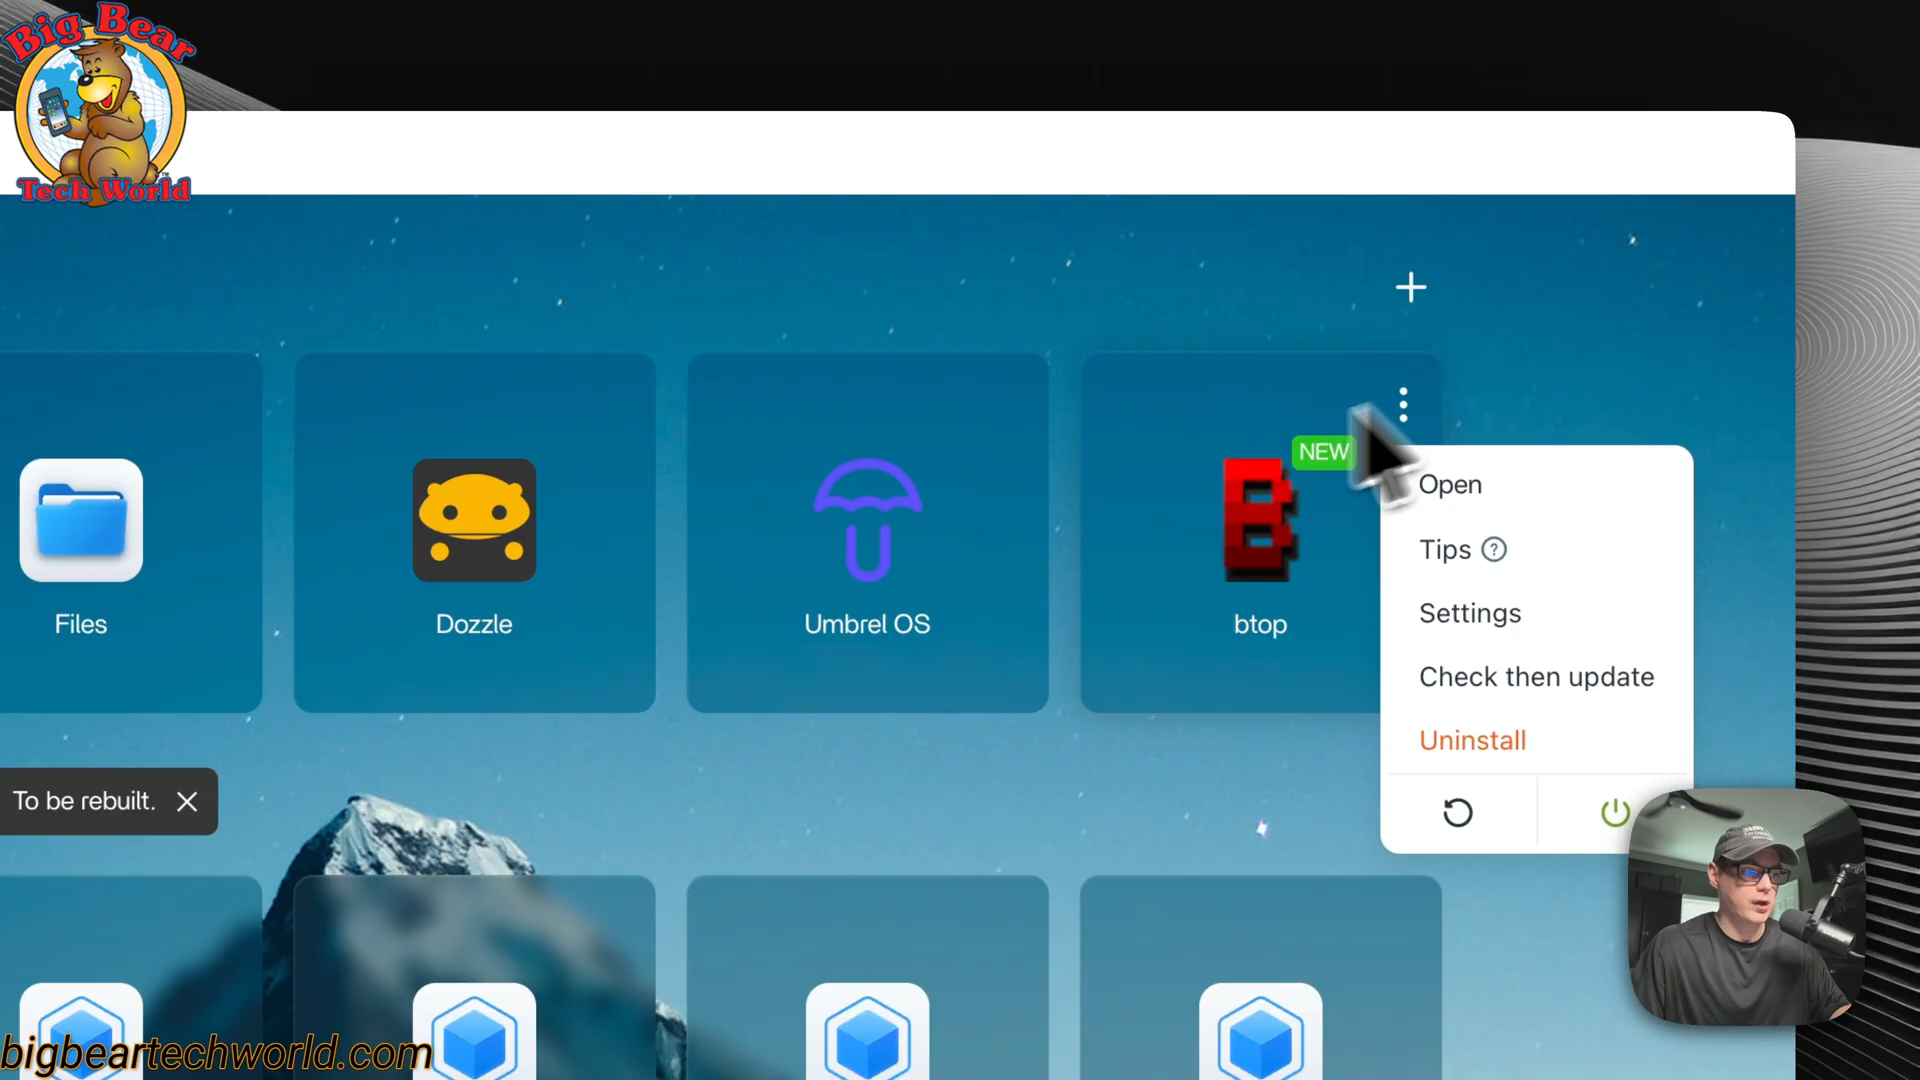 Big Bear
Tech World
NEW
Open
Tips
Settings
Check then update
Uninstall
Files
Dozzle
Umbrel OS
btop
To be rebuilt.
bigbeartechworld.com